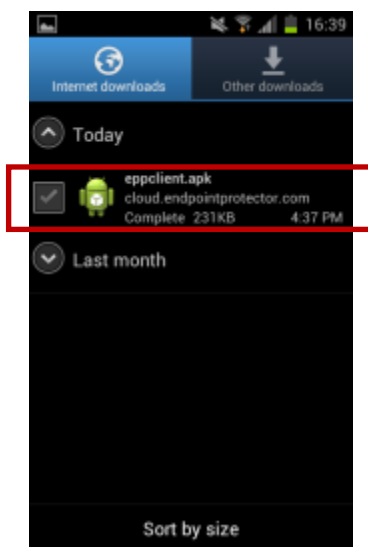 16:39
Internet downloads
Other downloads
Today
eppclient.apk
cloud.endpointprotector.com
Complete 231KB 4:37 PM
Last month
Sort by size